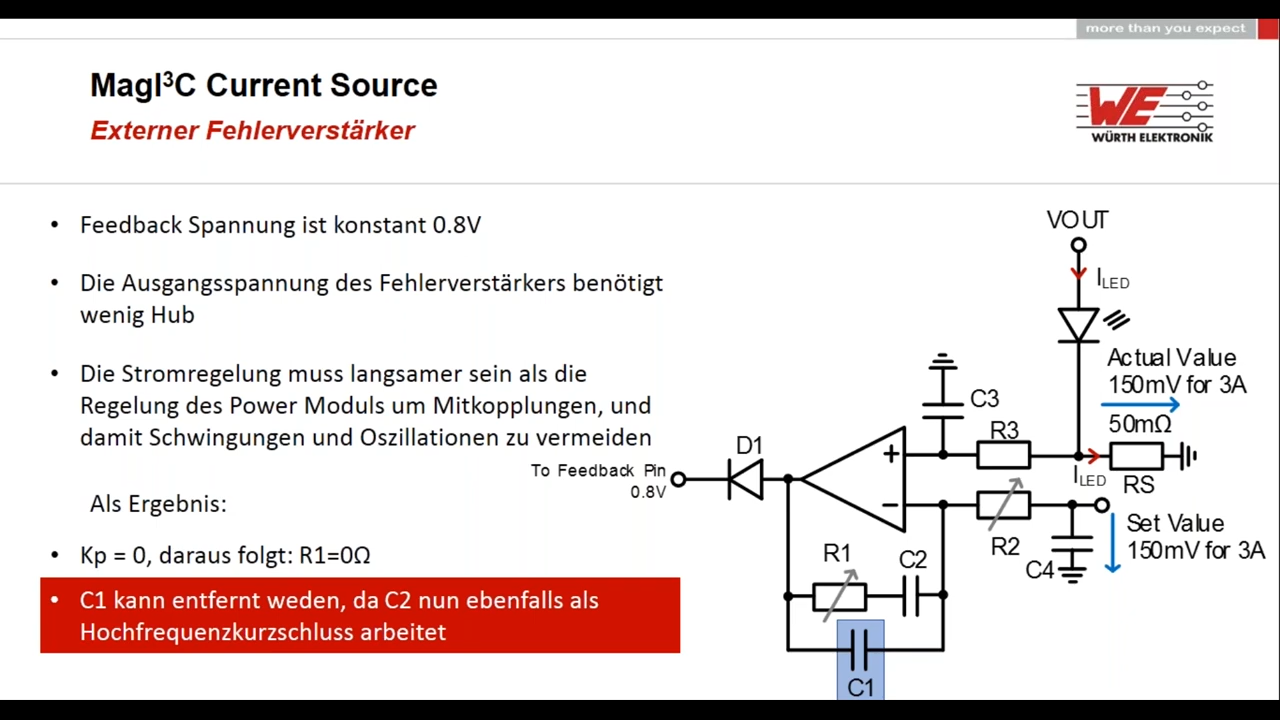 more than you expect
MagI³C Current Source
Externer Fehlerverstärker
WE
WÜRTH ELEKTRONIK
• Feedback Spannung ist konstant 0.8V
• Die Ausgangsspannung des Fehlerverstärkers benötigt
wenig Hub
• Die Stromregelung muss langsamer sein als die
Regelung des Power Moduls um Mitkopplungen, und
damit Schwingungen und Oszillationen zu vermeiden
Als Ergebnis:
• Kp = 0, daraus folgt: R1=0Ω
• C1 kann entfernt weden, da C2 nun ebenfalls als
Hochfrequenzkurzschluss arbeitet
VOUT
I LED
Actual Value
150mV for 3A
50mΩ
C3
R3
D1
+
To Feedback Pin
0.8V
I LED
RS
−
Set Value
150mV for 3A
R2
C4
R1
C2
C1